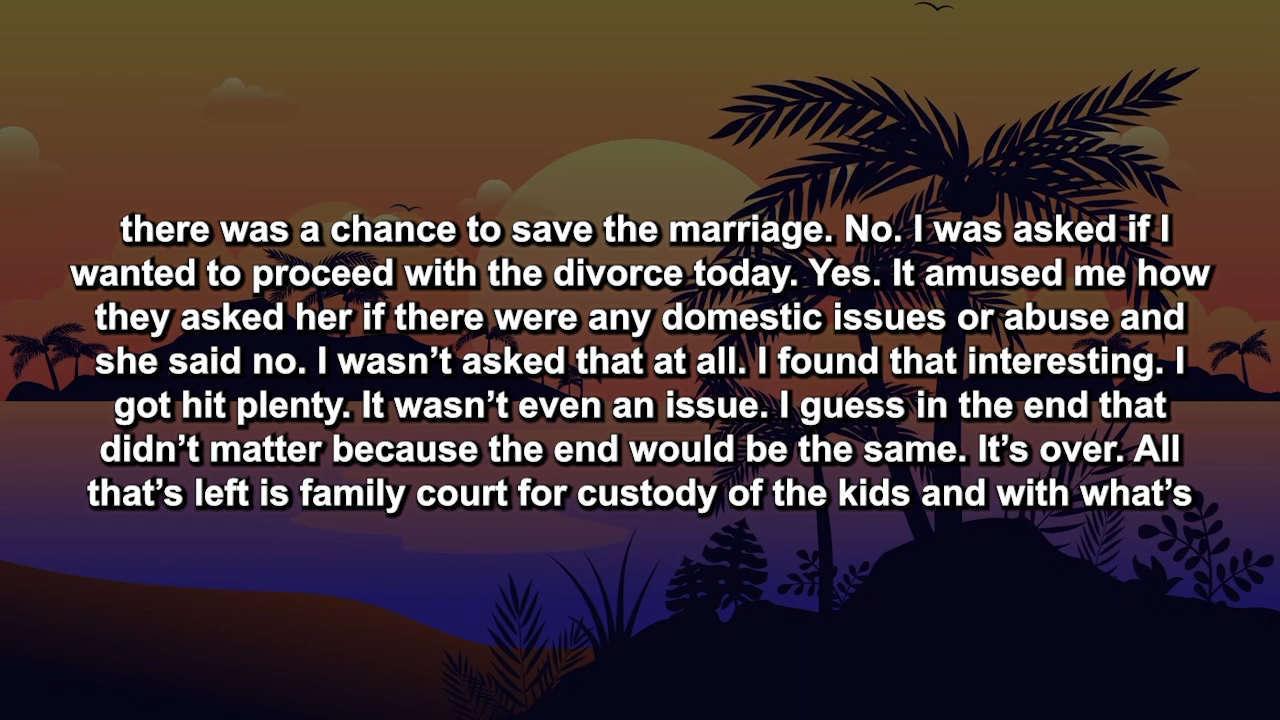 there was a chance to save the marriage. No. I was asked if I
wanted to proceed with the divorce today. Yes. It amused me how
they asked her if there were any domestic issues or abuse and
she said no. I wasn’t asked that at all. I found that interesting. I
got hit plenty. It wasn’t even an issue. I guess in the end that
didn’t matter because the end would be the same. It’s over. All
that’s left is family court for custody of the kids and with what’s